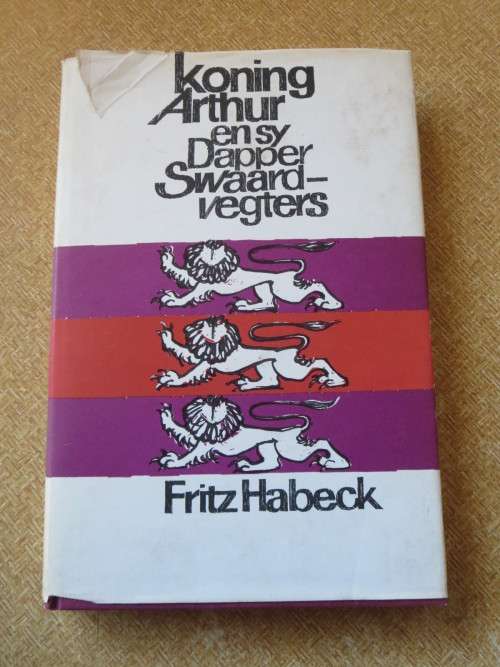 koning
Arthur
en sy
Dapper
Swaard-
vegters
Fritz Habeck